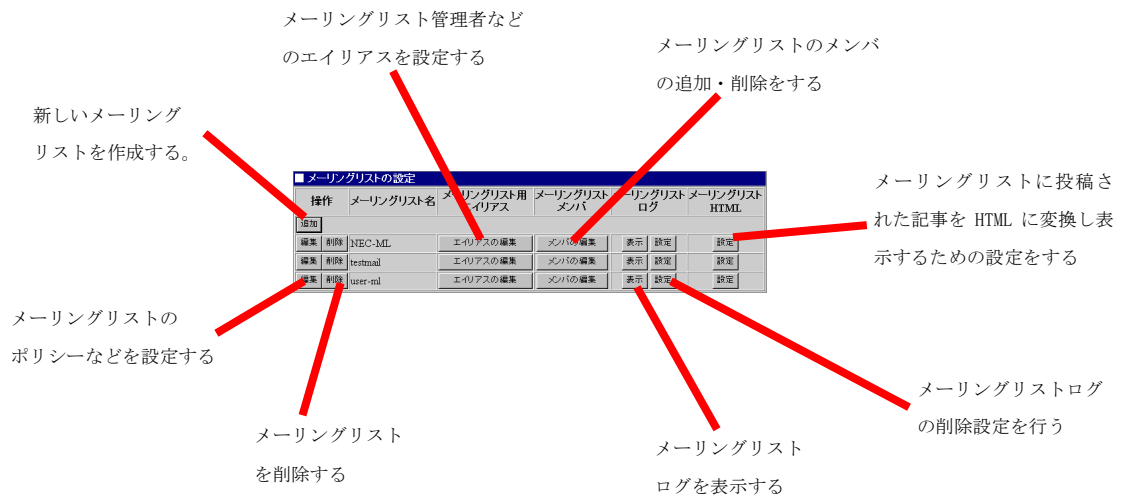 メーリングリスト管理者など
のエイリアスを設定する
メーリングリストのメンバ
の追加・削除をする
新しいメーリング
リストを作成する。
■ メーリングリストの設定
操作 メーリングリスト名 メーリングリスト用 メーリングリスト メーリングリスト メーリングリスト
エイリアス メンバ ログ HTML
追加
編集 削除 NEC-ML エイリアスの編集 メンバの編集 表示 設定 設定
編集 削除 testmail エイリアスの編集 メンバの編集 表示 設定 設定
編集 削除 user-ml エイリアスの編集 メンバの編集 表示 設定 設定
メーリングリストに投稿さ
れた記事を HTML に変換し表
示するための設定をする
メーリングリストの
ポリシーなどを設定する
メーリングリスト
を削除する
メーリングリスト
ログを表示する
メーリングリストログ
の削除設定を行う